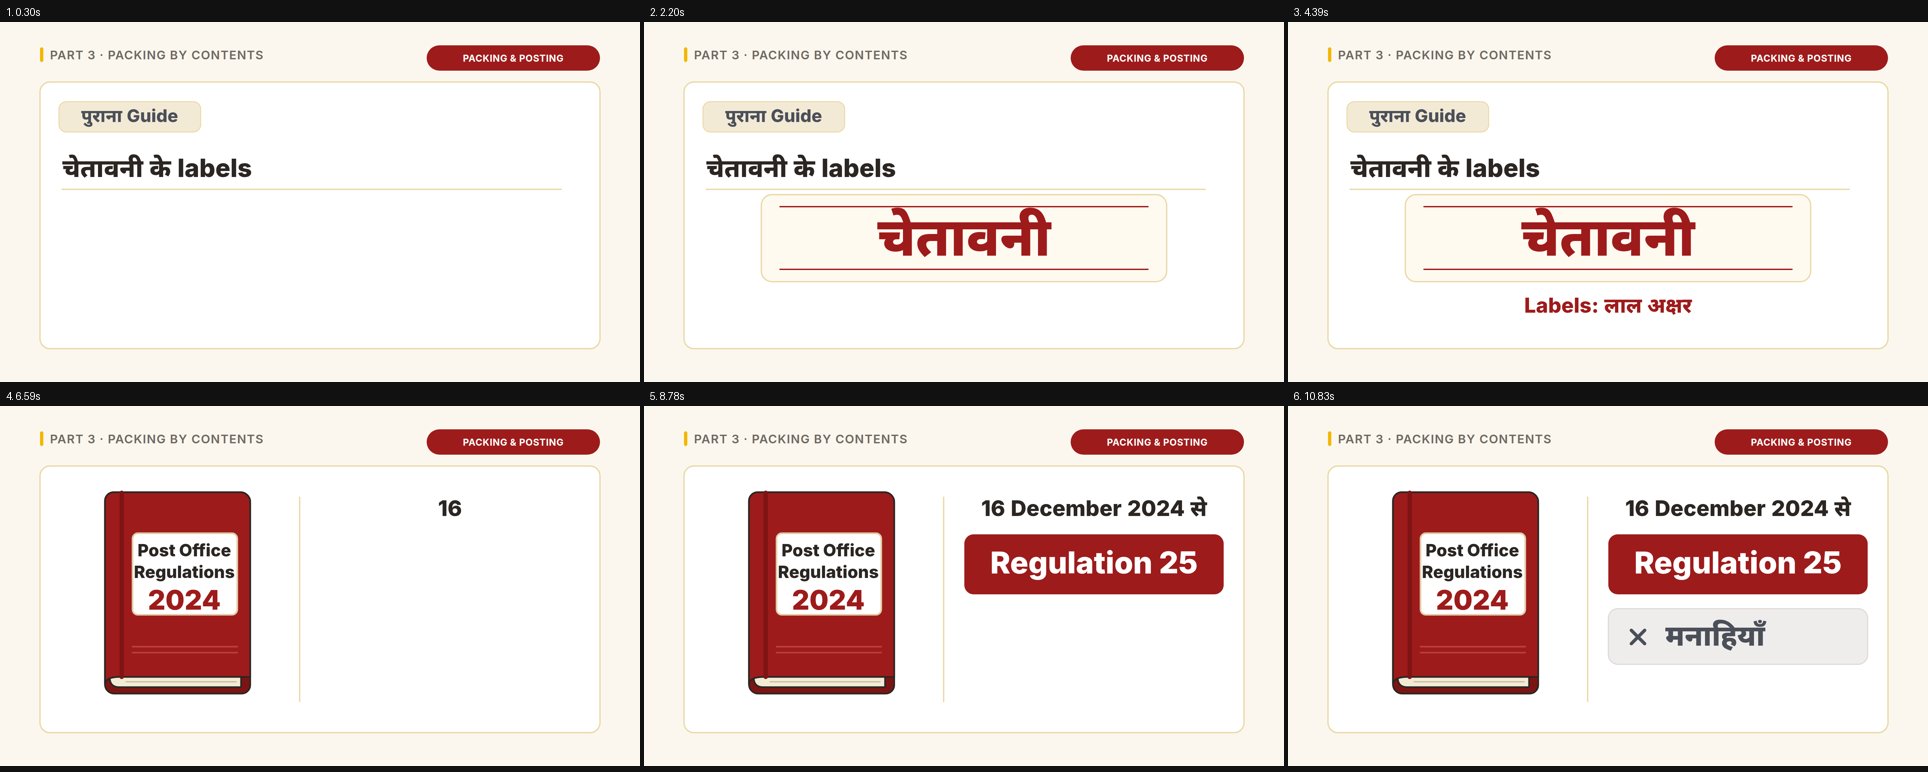 1. 0.30s
PART 3 · PACKING BY CONTENTS
PACKING & POSTING
पुराना Guide
चेतावनी के labels
2. 2.20s
PART 3 · PACKING BY CONTENTS
PACKING & POSTING
पुराना Guide
चेतावनी के labels
चेतावनी
3. 4.39s
PART 3 · PACKING BY CONTENTS
PACKING & POSTING
पुराना Guide
चेतावनी के labels
चेतावनी
Labels: लाल अक्षर
4. 6.59s
PART 3 · PACKING BY CONTENTS
PACKING & POSTING
Post Office
Regulations
2024
16
5. 8.78s
PART 3 · PACKING BY CONTENTS
PACKING & POSTING
Post Office
Regulations
2024
16 December 2024 से
Regulation 25
6. 10.83s
PART 3 · PACKING BY CONTENTS
PACKING & POSTING
Post Office
Regulations
2024
16 December 2024 से
Regulation 25
× मनाहियाँ